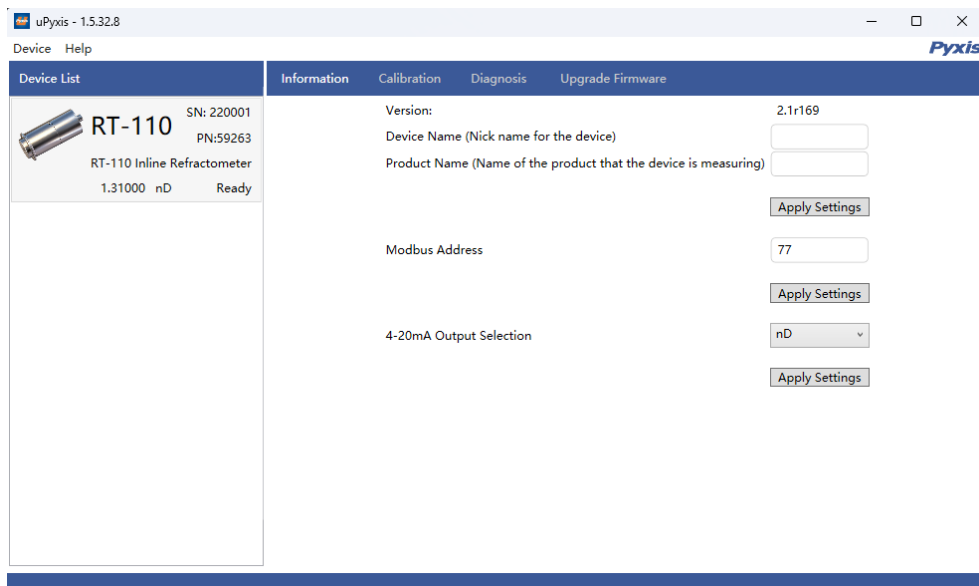 uPyxis - 1.5.32.8
Device Help
Pyxis
Device List
Information Calibration Diagnosis Upgrade Firmware
RT-110
SN: 220001
PN:59263
RT-110 Inline Refractometer
1.31000 nD Ready
Version: 2.1r169
Device Name (Nick name for the device)
Product Name (Name of the product that the device is measuring)
Apply Settings
Modbus Address 77
Apply Settings
4-20mA Output Selection nD
Apply Settings